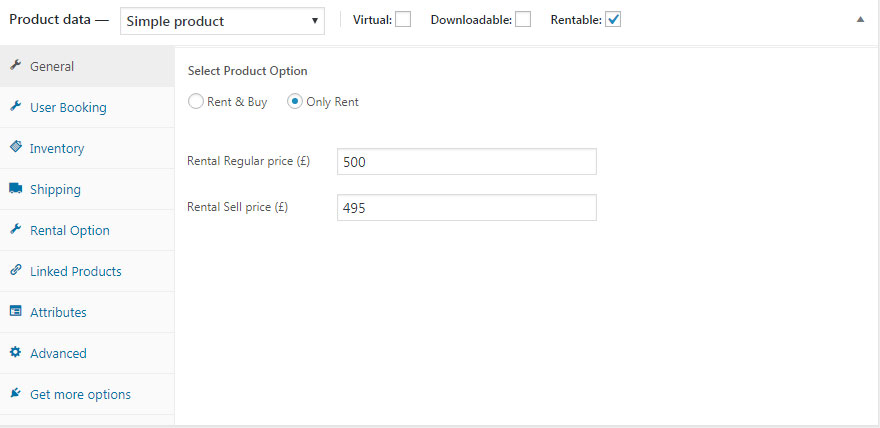 Product data — Simple product Virtual: Downloadable: Rentable:
General
User Booking
Inventory
Shipping
Rental Option
Linked Products
Attributes
Advanced
Get more options
Select Product Option
Rent & Buy Only Rent
Rental Regular price (£) 500
Rental Sell price (£) 495